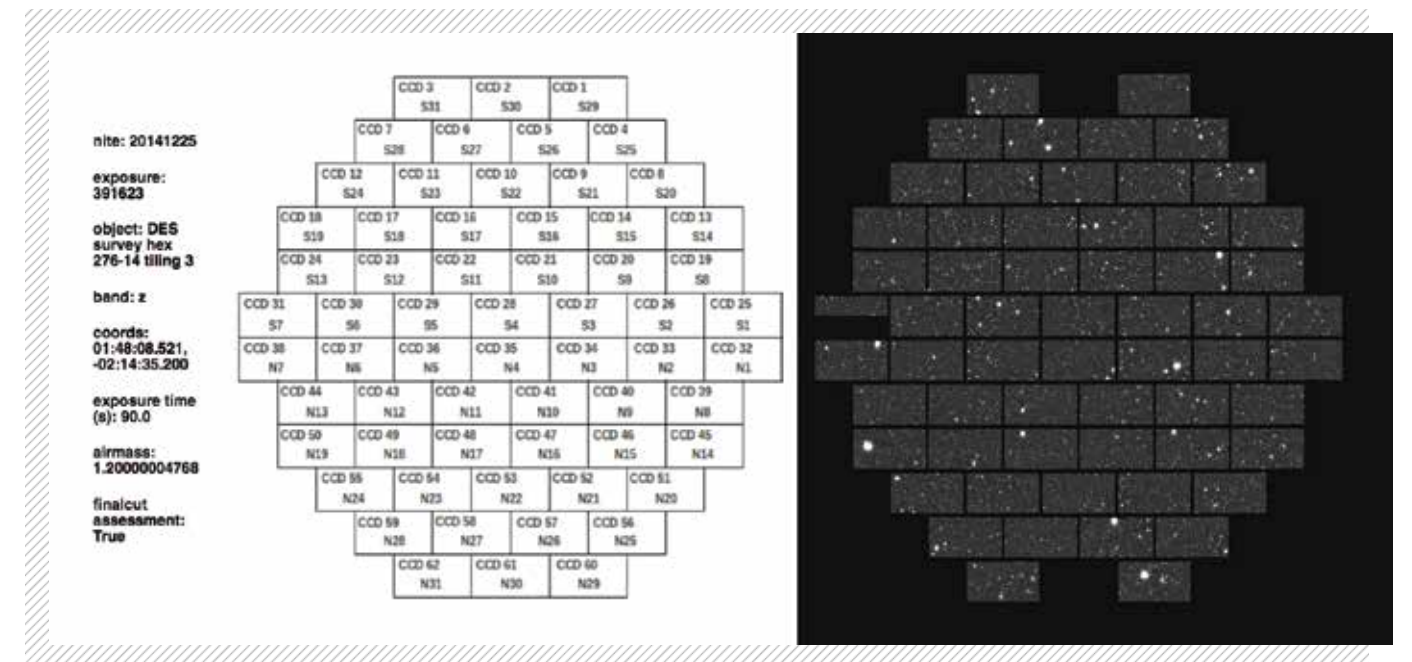 nite: 20141225
exposure:
391623
object: DES
survey hex
276-14 tiling 3
band: z
coords:
01:48:08.521,
-02:14:35.200
exposure time
(s): 90.0
airmass:
1.20000004768
finalcut
assessment:
True
CCD 3 CCD 2 CCD 1
S31 S30 S29
CCD 7 CCD 6 CCD 5 CCD 4
S28 S27 S26 S25
CCD 12 CCD 11 CCD 10 CCD 9 CCD 8
S24 S23 S22 S21 S20
CCD 18 CCD 17 CCD 16 CCD 15 CCD 14 CCD 13
S19 S18 S17 S16 S15 S14
CCD 24 CCD 23 CCD 22 CCD 21 CCD 20 CCD 19
S13 S12 S11 S10 S9 S8
CCD 31 CCD 30 CCD 29 CCD 28 CCD 27 CCD 26 CCD 25
S7 S6 S5 S4 S3 S2 S1
CCD 38 CCD 37 CCD 36 CCD 35 CCD 34 CCD 33 CCD 32
N7 N6 N5 N4 N3 N2 N1
CCD 44 CCD 43 CCD 42 CCD 41 CCD 40 CCD 39
N13 N12 N11 N10 N9 N8
CCD 50 CCD 49 CCD 48 CCD 47 CCD 46 CCD 45
N19 N18 N17 N16 N15 N14
CCD 55 CCD 54 CCD 53 CCD 52 CCD 51
N24 N23 N22 N21 N20
CCD 59 CCD 58 CCD 57 CCD 56
N28 N27 N26 N25
CCD 62 CCD 61 CCD 60
N31 N30 N29